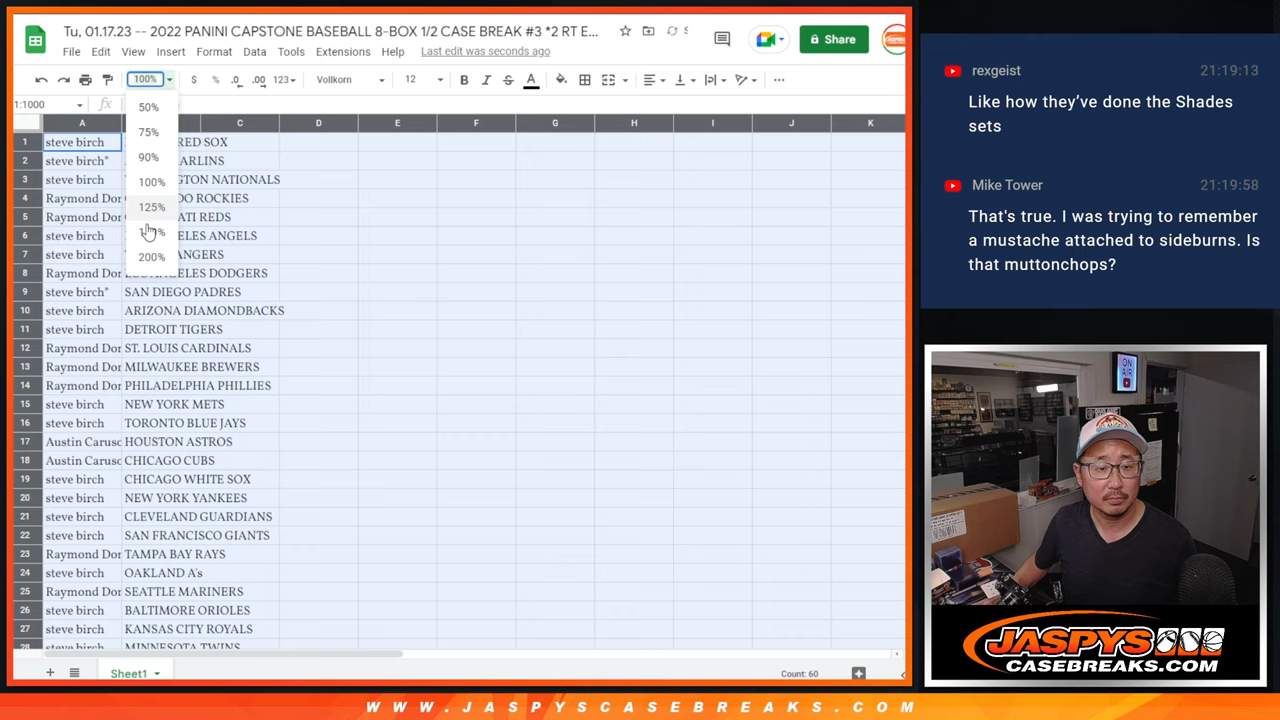 Tu, 01.17.23 -- 2022 PANINI CAPSTONE BASEBALL 8-BOX 1/2 CASE BREAK #3 *2 RT E...
File Edit View Insert Format Data Tools Extensions Help Last edit was seconds ago
Share
100% $ % .0 .00 123 Vollkorn 12 B I S A
1:1000 fx
50%
75%
90%
100%
125%
200%
A B C D E F G H I J K
1 steve birch RED SOX
2 steve birch* MARLINS
3 steve birch NATIONALS
4 Raymond Dor ROCKIES
5 Raymond Dor REDS
6 steve birch ANGELS
7 steve birch
8 Raymond Dor LOS ANGELES DODGERS
9 steve birch* SAN DIEGO PADRES
10 steve birch ARIZONA DIAMONDBACKS
11 steve birch DETROIT TIGERS
12 Raymond Dor ST. LOUIS CARDINALS
13 Raymond Dor MILWAUKEE BREWERS
14 Raymond Dor PHILADELPHIA PHILLIES
15 steve birch NEW YORK METS
16 steve birch TORONTO BLUE JAYS
17 Austin Caruso HOUSTON ASTROS
18 Austin Caruso CHICAGO CUBS
19 steve birch CHICAGO WHITE SOX
20 steve birch NEW YORK YANKEES
21 steve birch CLEVELAND GUARDIANS
22 steve birch SAN FRANCISCO GIANTS
23 Raymond Dor TAMPA BAY RAYS
24 steve birch OAKLAND A's
25 Raymond Dor SEATTLE MARINERS
26 steve birch BALTIMORE ORIOLES
27 steve birch KANSAS CITY ROYALS
28 steve birch MINNESOTA TWINS
Sheet1
Count: 60
rexgeist 21:19:13
Like how they've done the Shades
sets
Mike Tower 21:19:58
That's true. I was trying to remember
a mustache attached to sideburns. Is
that muttonchops?
ON
AIR
JASPYS
CASEBREAKS.COM
WWW.JASPYSCASEBREAKS.COM